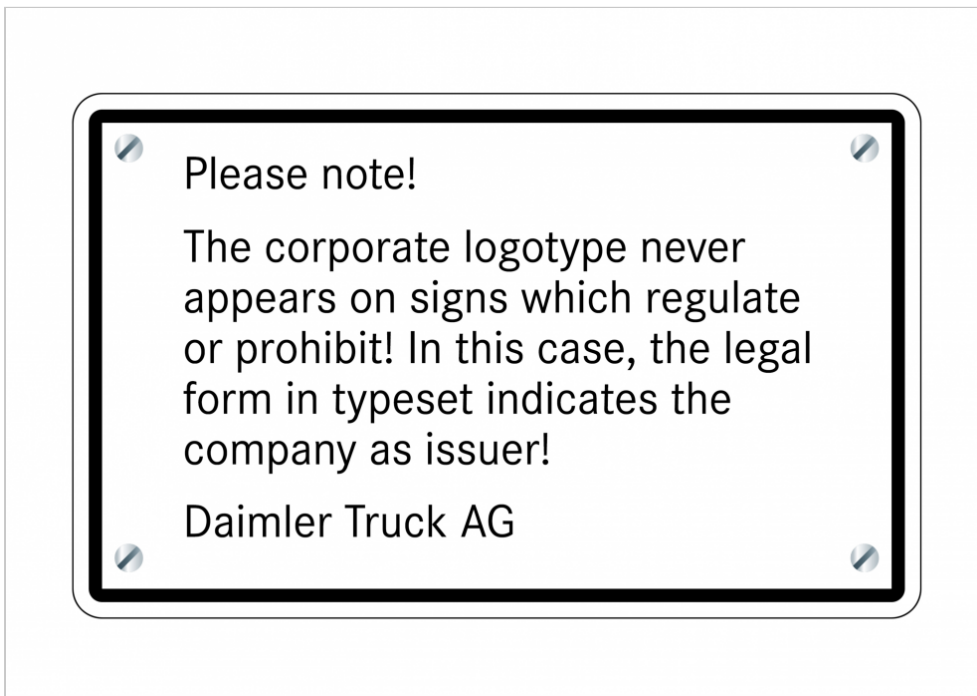 Please note!
The corporate logotype never
appears on signs which regulate
or prohibit! In this case, the legal
form in typeset indicates the
company as issuer!
Daimler Truck AG